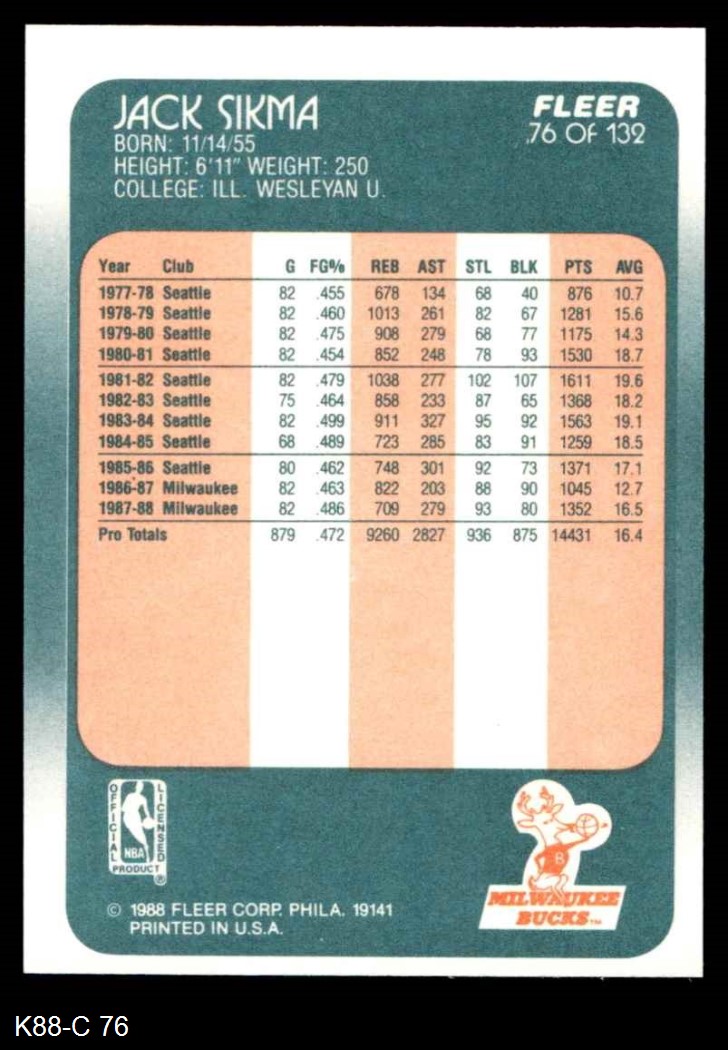 JACK SIKMA
BORN: 11/14/55
HEIGHT: 6'11" WEIGHT: 250
COLLEGE: ILL. WESLEYAN U.
FLEER
76 OF 132
Year Club G FG% REB AST STL BLK PTS AVG
1977-78 Seattle 82 .455 678 134 68 40 876 10.7
1978-79 Seattle 82 .460 1013 261 82 67 1281 15.6
1979-80 Seattle 82 .475 908 279 68 77 1175 14.3
1980-81 Seattle 82 .454 852 248 78 93 1530 18.7
1981-82 Seattle 82 .479 1038 277 102 107 1611 19.6
1982-83 Seattle 75 .464 858 233 87 65 1368 18.2
1983-84 Seattle 82 .499 911 327 95 92 1563 19.1
1984-85 Seattle 68 .489 723 285 83 91 1259 18.5
1985-86 Seattle 80 .462 748 301 92 73 1371 17.1
1986-87 Milwaukee 82 .463 822 203 88 90 1045 12.7
1987-88 Milwaukee 82 .486 709 279 93 80 1352 16.5
Pro Totals 879 .472 9260 2827 936 875 14431 16.4
OFFICIAL
LICENSED
NBA
PRODUCT
®
B
MILWAUKEE
BUCKS™
© 1988 FLEER CORP. PHILA. 19141
PRINTED IN U.S.A.
K88-C 76